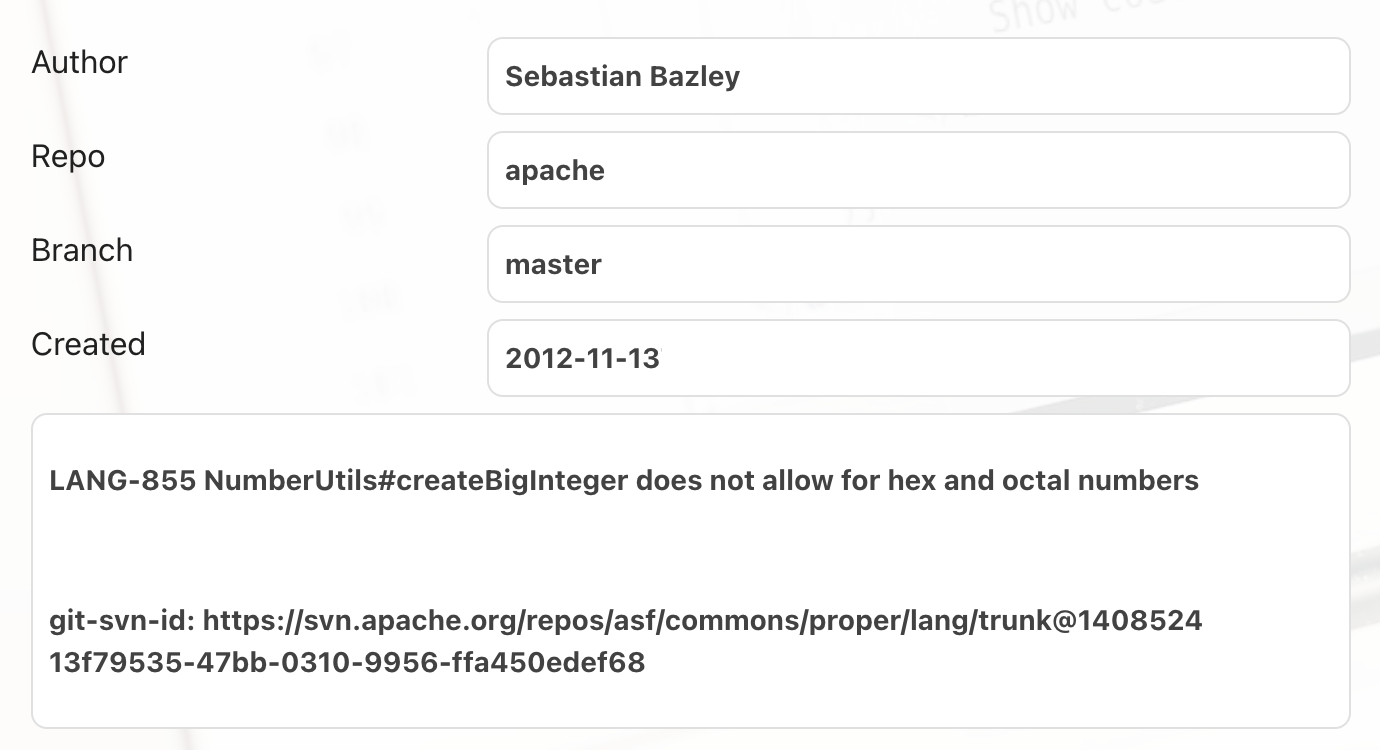 Show
Author
Sebastian Bazley
Repo
apache
Branch
master
Created
2012-11-13
LANG-855 NumberUtils#createBigInteger does not allow for hex and octal numbers
git-svn-id: https://svn.apache.org/repos/asf/commons/proper/lang/trunk@1408524
13f79535-47bb-0310-9956-ffa450edef68